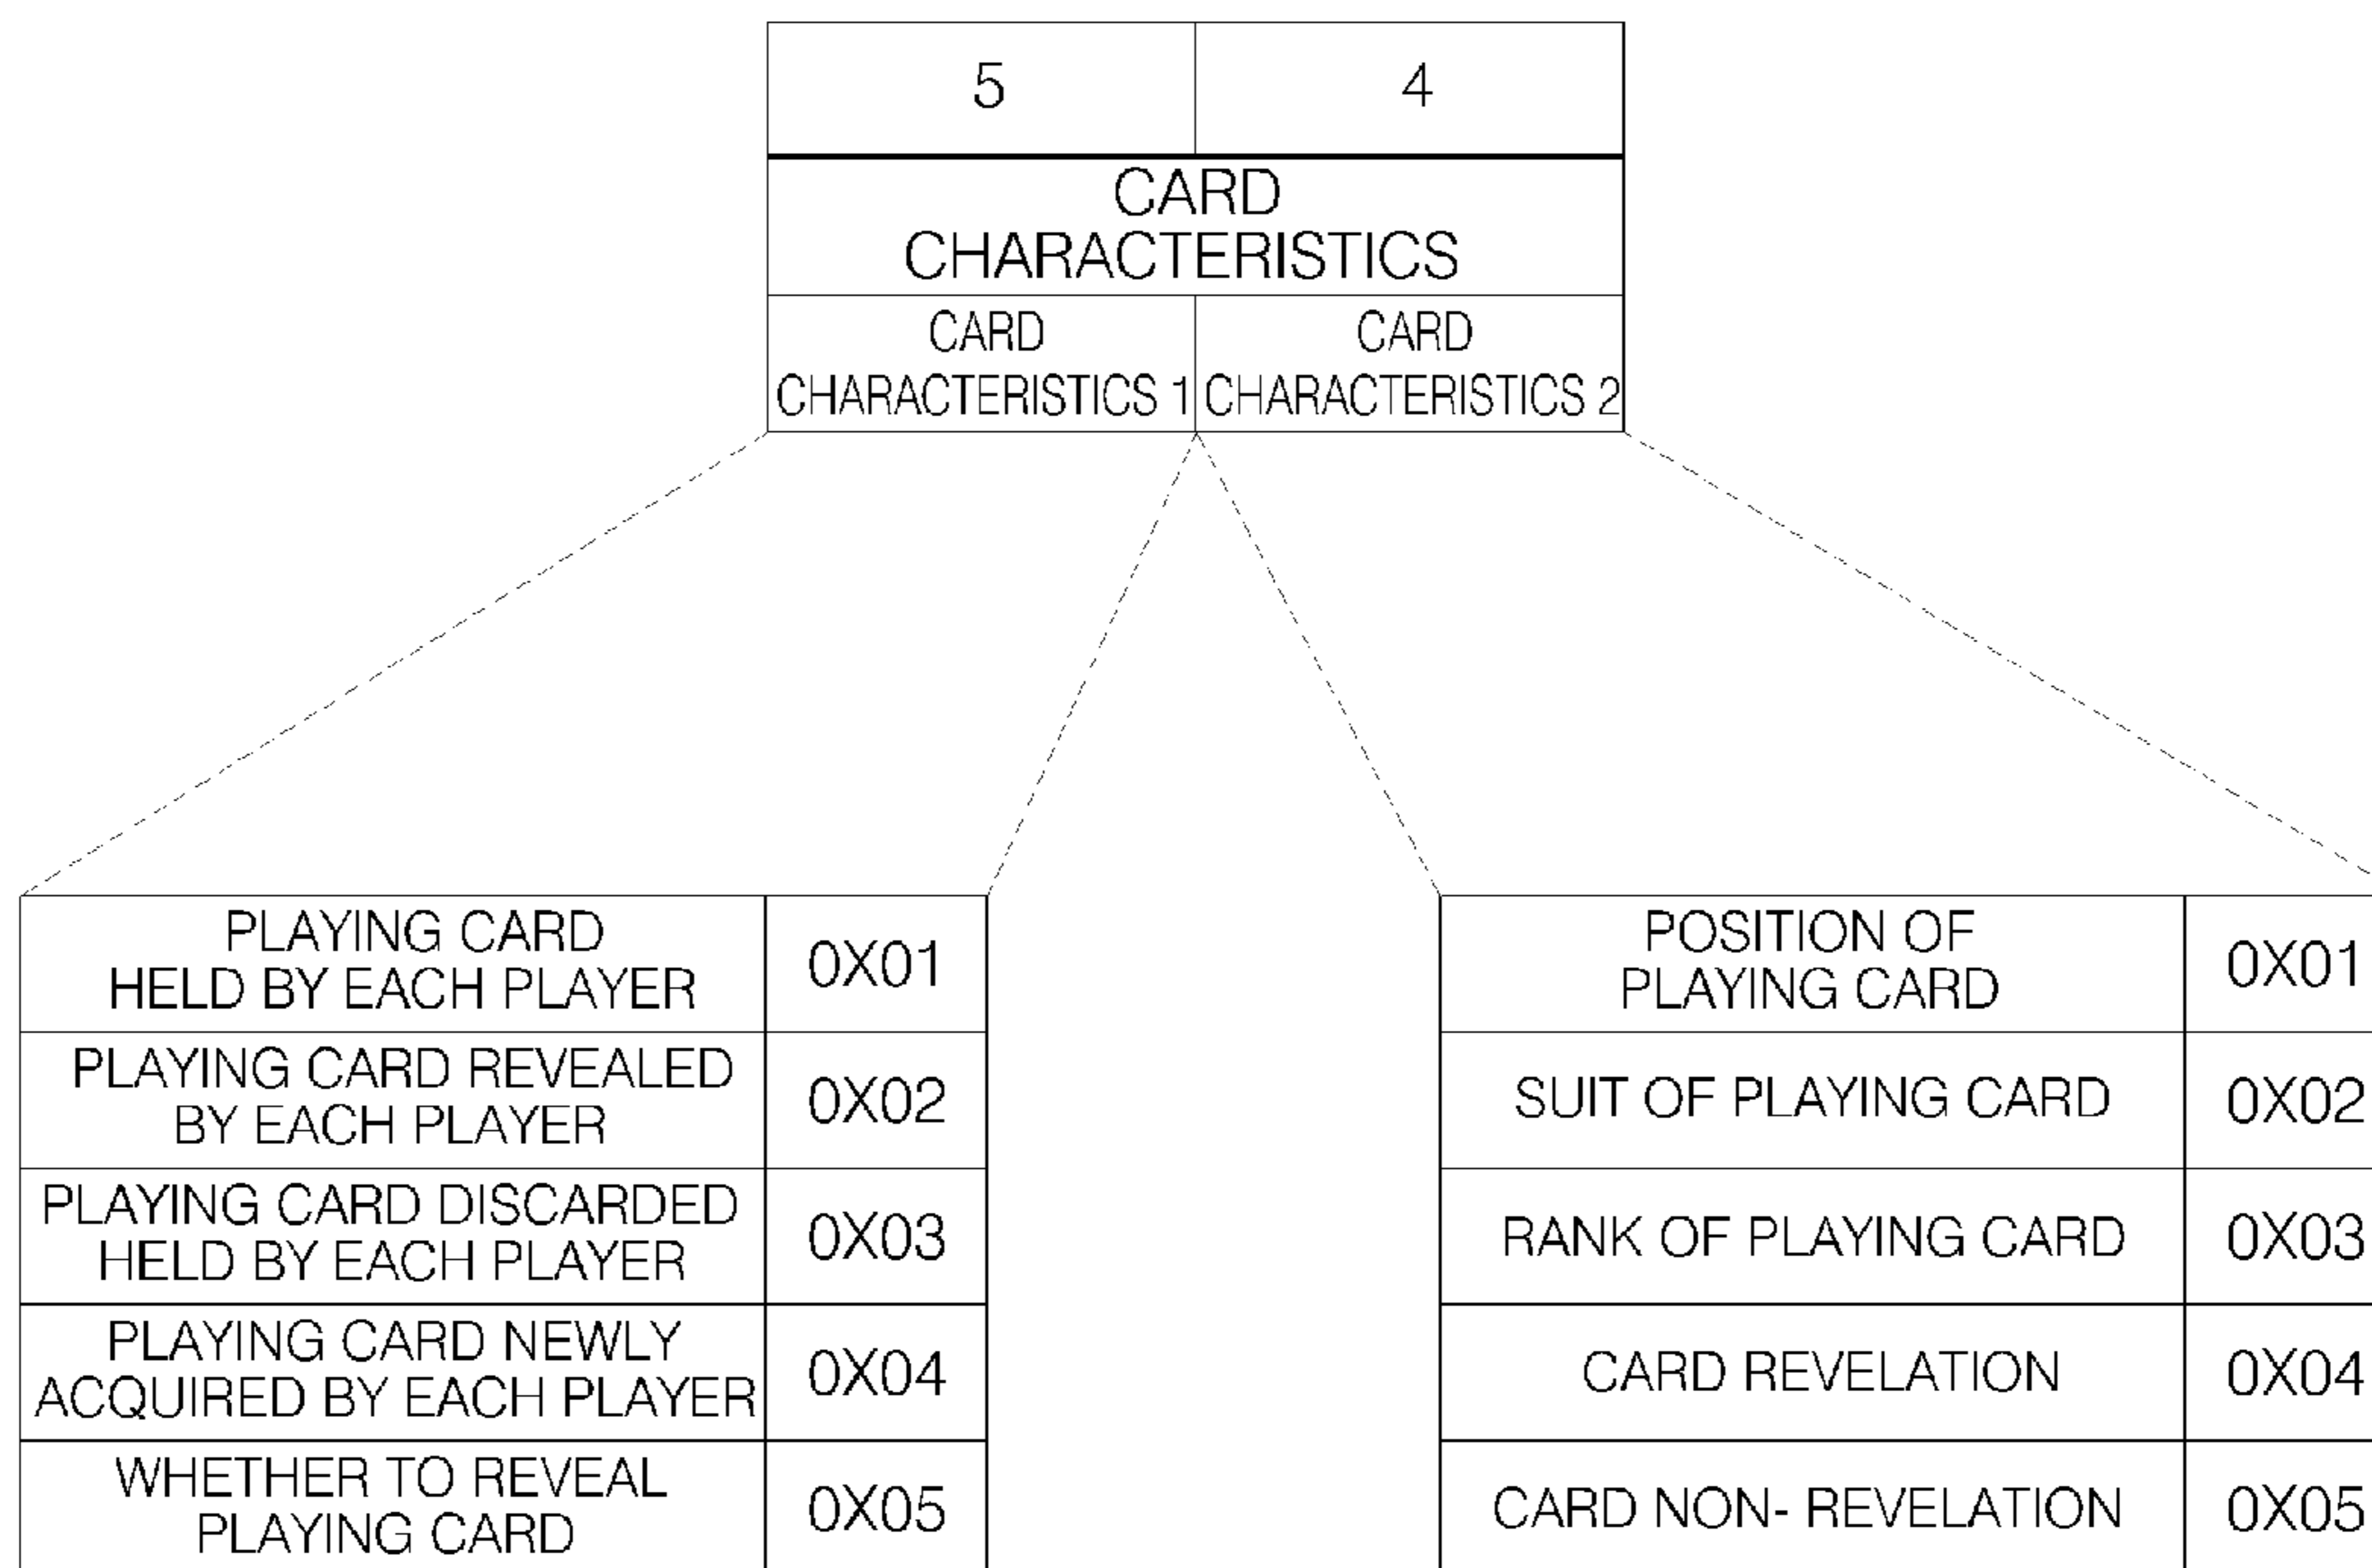 5
4
CARD
CHARACTERISTICS
CARD
CHARACTERISTICS 1
CARD
CHARACTERISTICS 2
PLAYING CARD
HELD BY EACH PLAYER
0X01
PLAYING CARD REVEALED
BY EACH PLAYER
0X02
PLAYING CARD DISCARDED
HELD BY EACH PLAYER
0X03
PLAYING CARD NEWLY
ACQUIRED BY EACH PLAYER
0X04
WHETHER TO REVEAL
PLAYING CARD
0X05
POSITION OF
PLAYING CARD
0X01
SUIT OF PLAYING CARD
0X02
RANK OF PLAYING CARD
0X03
CARD REVELATION
0X04
CARD NON- REVELATION
0X05